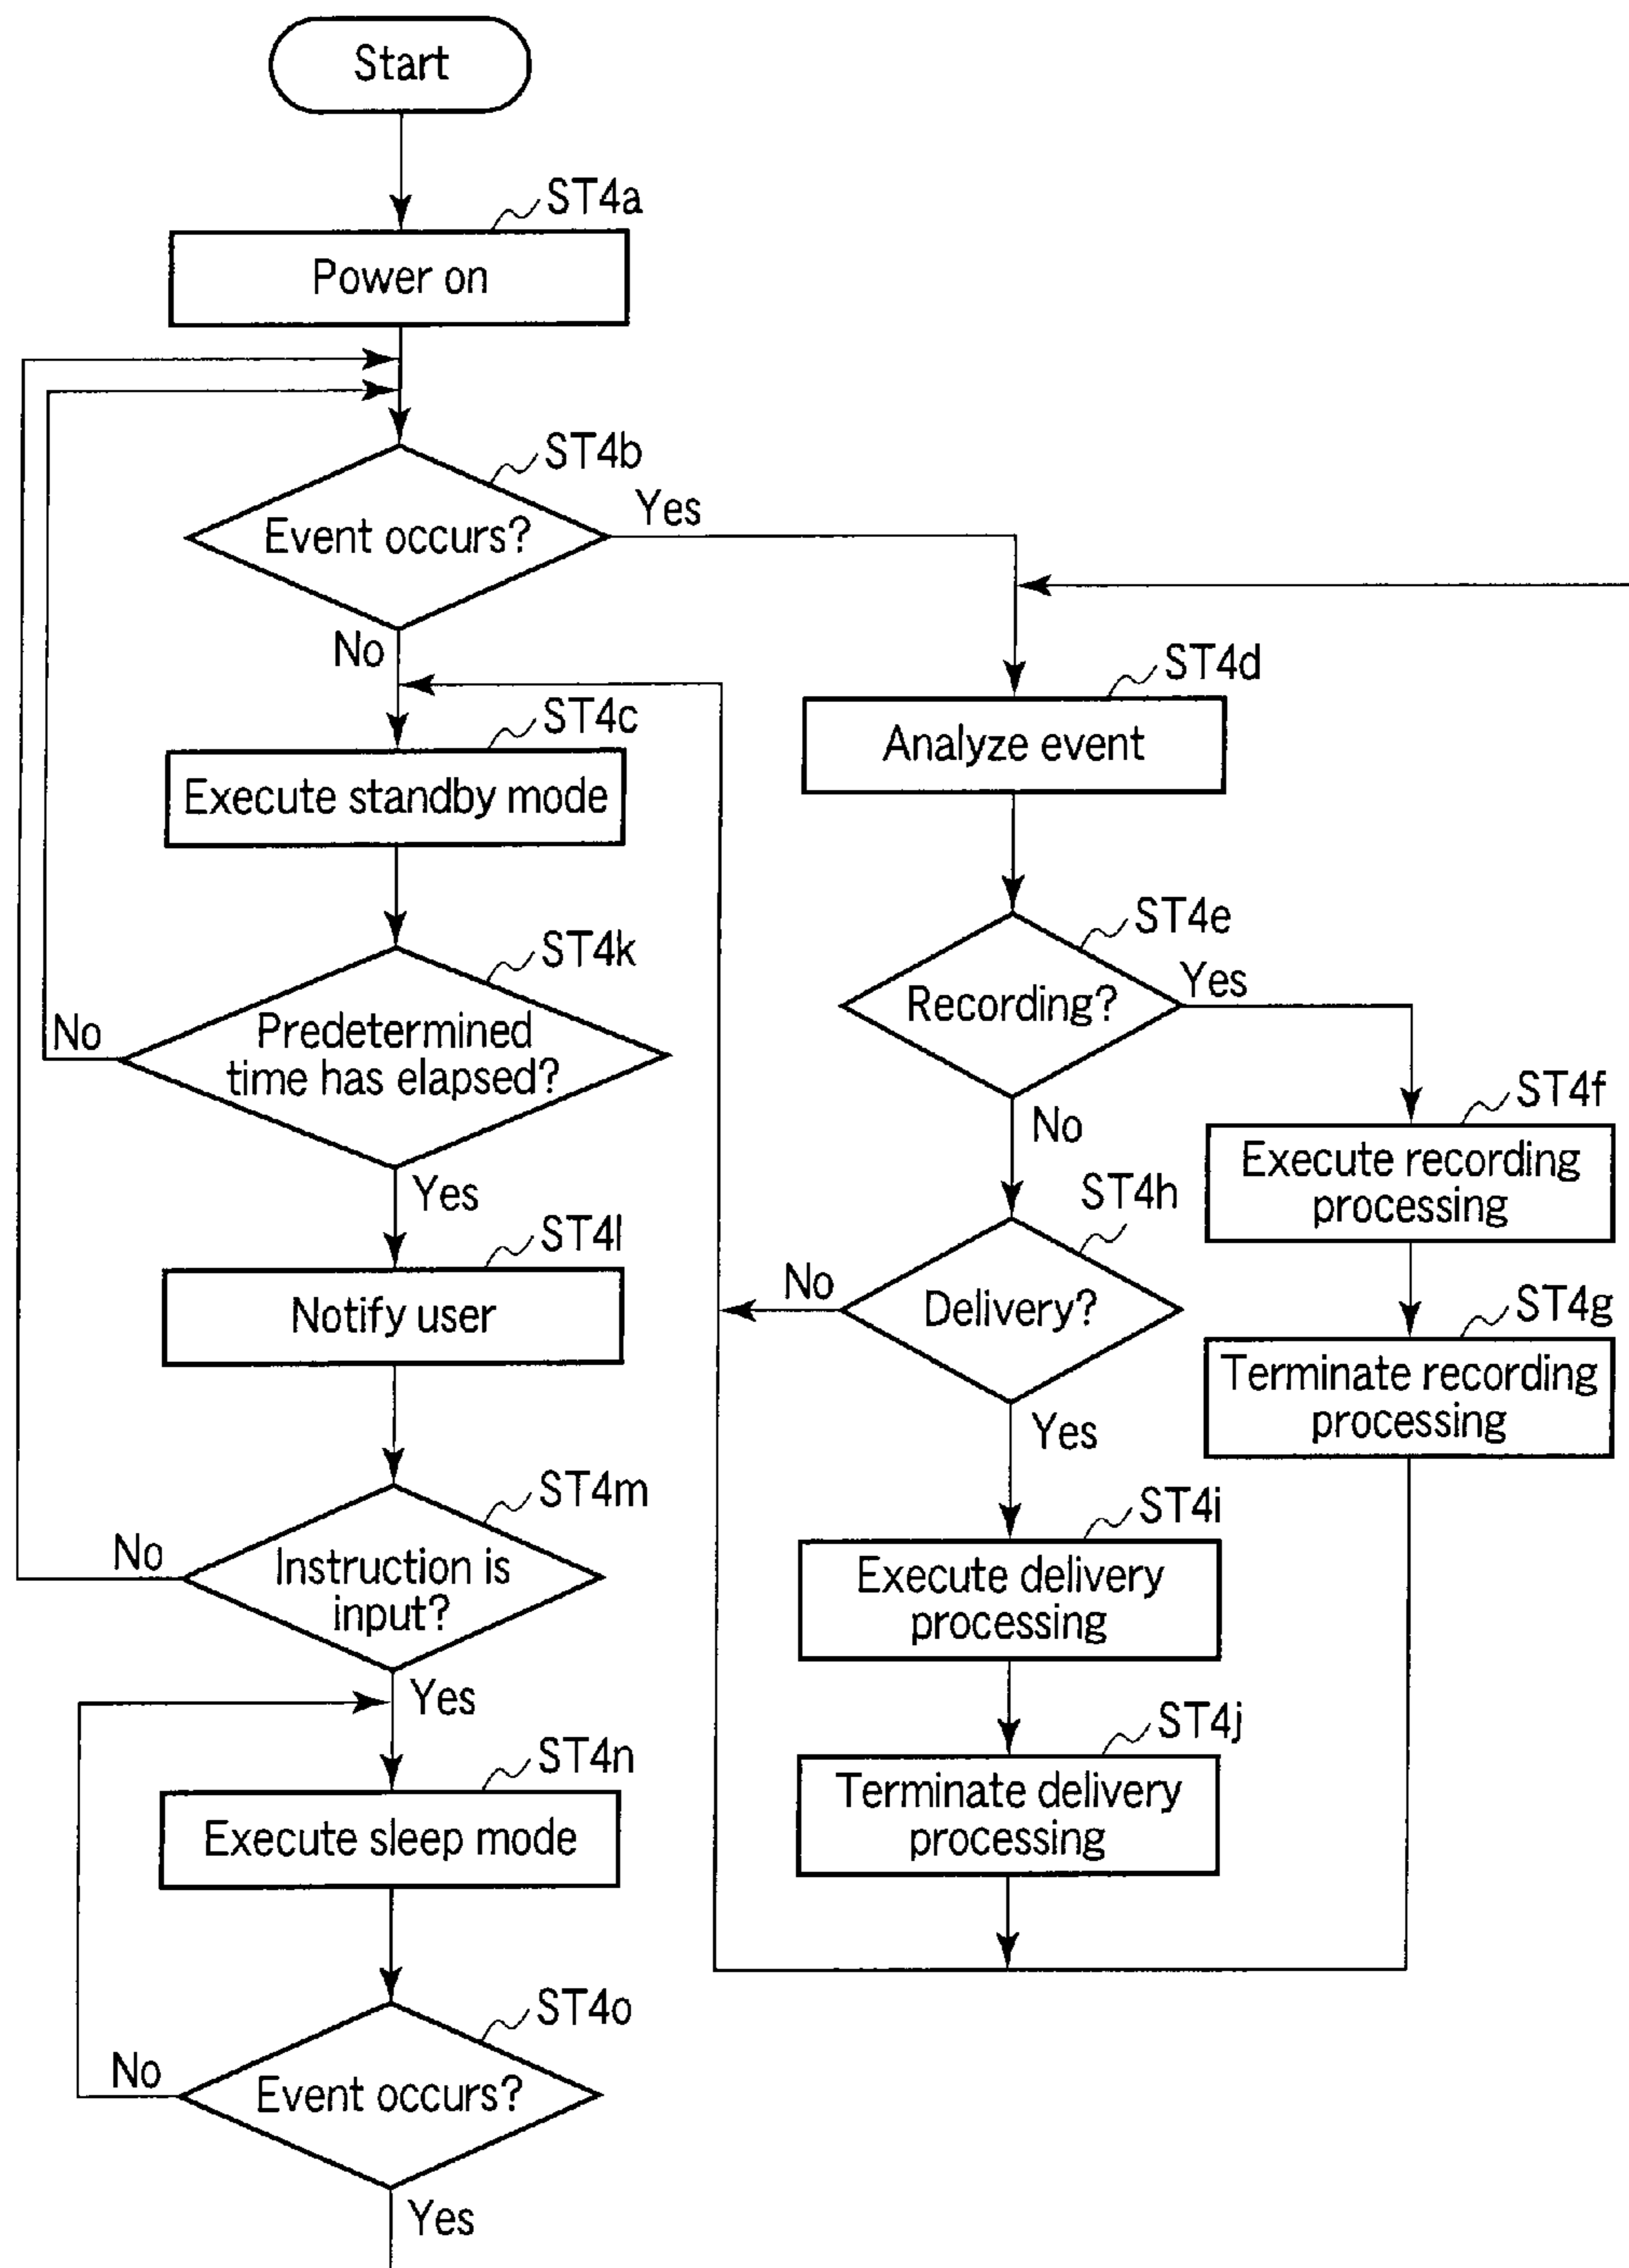 Start
ST4a
Power on
ST4b
Event occurs?
Yes
No
ST4c
Execute standby mode
ST4k
Predetermined
time has elapsed?
No
Yes
ST4l
Notify user
ST4m
Instruction is
input?
No
Yes
ST4n
Execute sleep mode
ST4o
Event occurs?
No
Yes
ST4d
Analyze event
ST4e
Recording?
Yes
No
ST4f
Execute recording
processing
ST4g
Terminate recording
processing
ST4h
Delivery?
No
Yes
ST4i
Execute delivery
processing
ST4j
Terminate delivery
processing